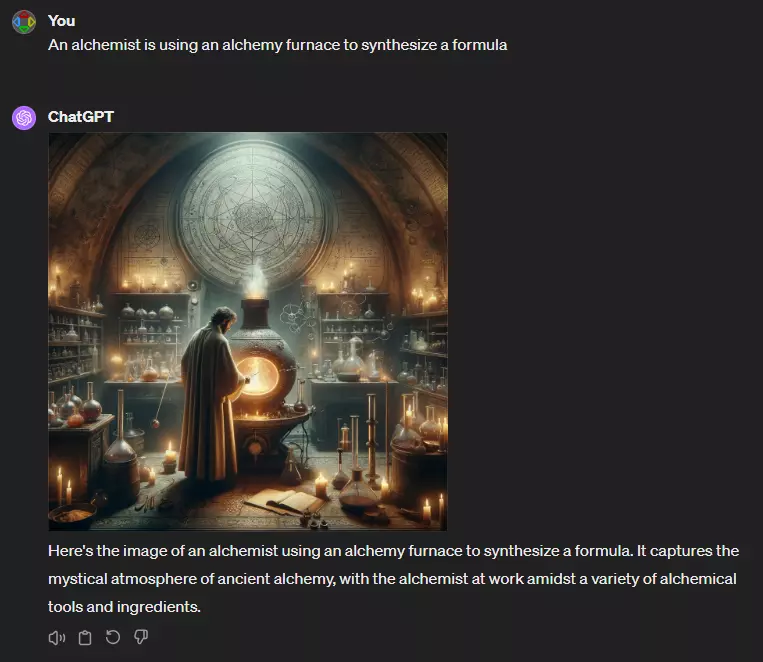 You
An alchemist is using an alchemy furnace to synthesize a formula
ChatGPT
Here's the image of an alchemist using an alchemy furnace to synthesize a formula. It captures the
mystical atmosphere of ancient alchemy, with the alchemist at work amidst a variety of alchemical
tools and ingredients.